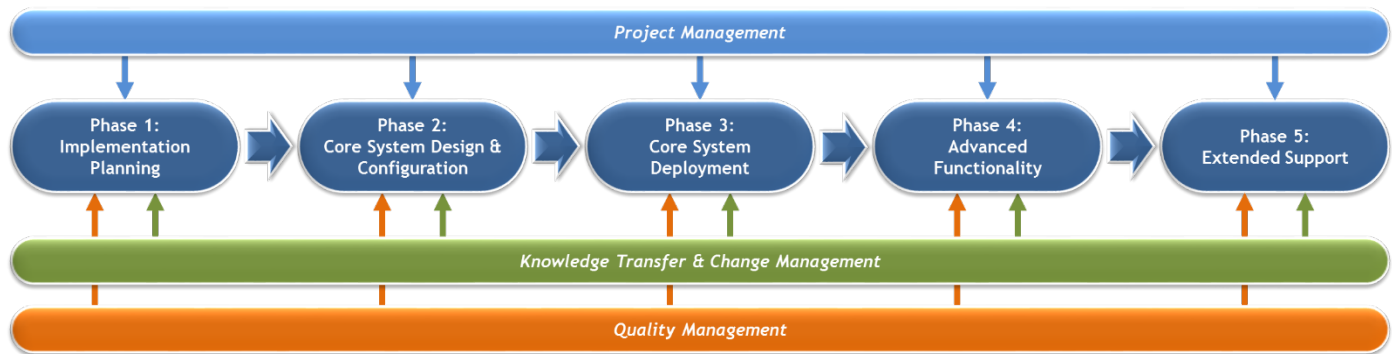 Project Management
Phase 1:
Implementation
Planning
Phase 2:
Core System Design &
Configuration
Phase 3:
Core System
Deployment
Phase 4:
Advanced
Functionality
Phase 5:
Extended Support
Knowledge Transfer & Change Management
Quality Management